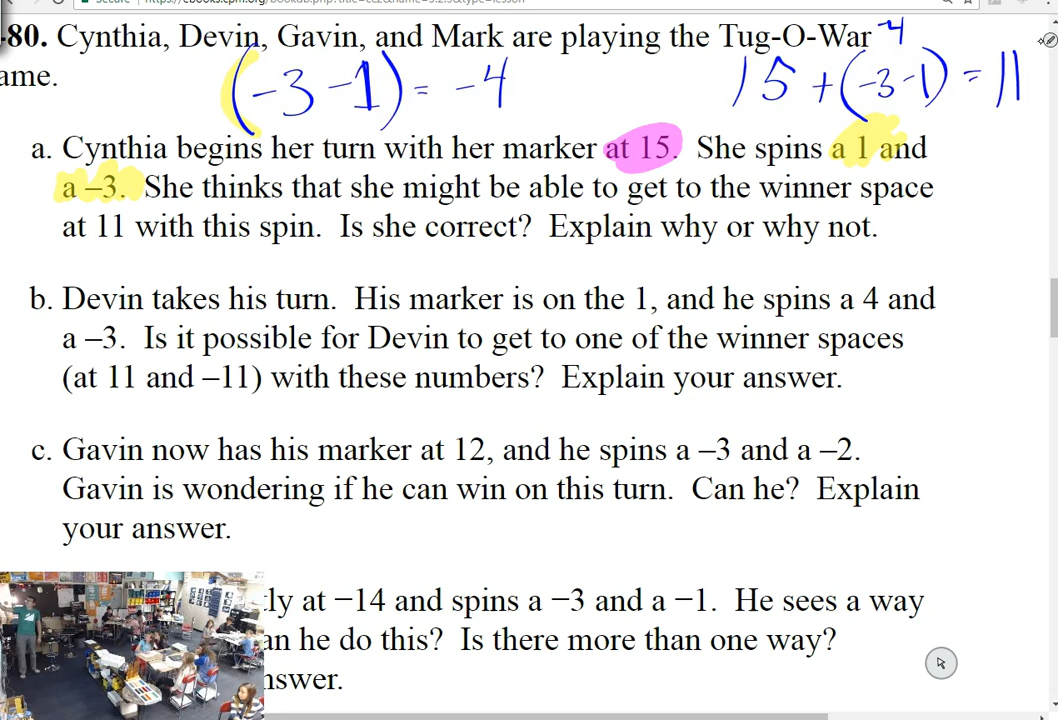 -80. Cynthia, Devin, Gavin, and Mark are playing the Tug-O-War
ame.
-4
(-3 -1) = -4
15 + (-3 -1) = 11
a. Cynthia begins her turn with her marker at 15. She spins a 1 and
a –3. She thinks that she might be able to get to the winner space
at 11 with this spin. Is she correct? Explain why or why not.
b. Devin takes his turn. His marker is on the 1, and he spins a 4 and
a –3. Is it possible for Devin to get to one of the winner spaces
(at 11 and –11) with these numbers? Explain your answer.
c. Gavin now has his marker at 12, and he spins a –3 and a –2.
Gavin is wondering if he can win on this turn. Can he? Explain
your answer.
tly at −14 and spins a −3 and a −1. He sees a way
an he do this? Is there more than one way?
nswer.